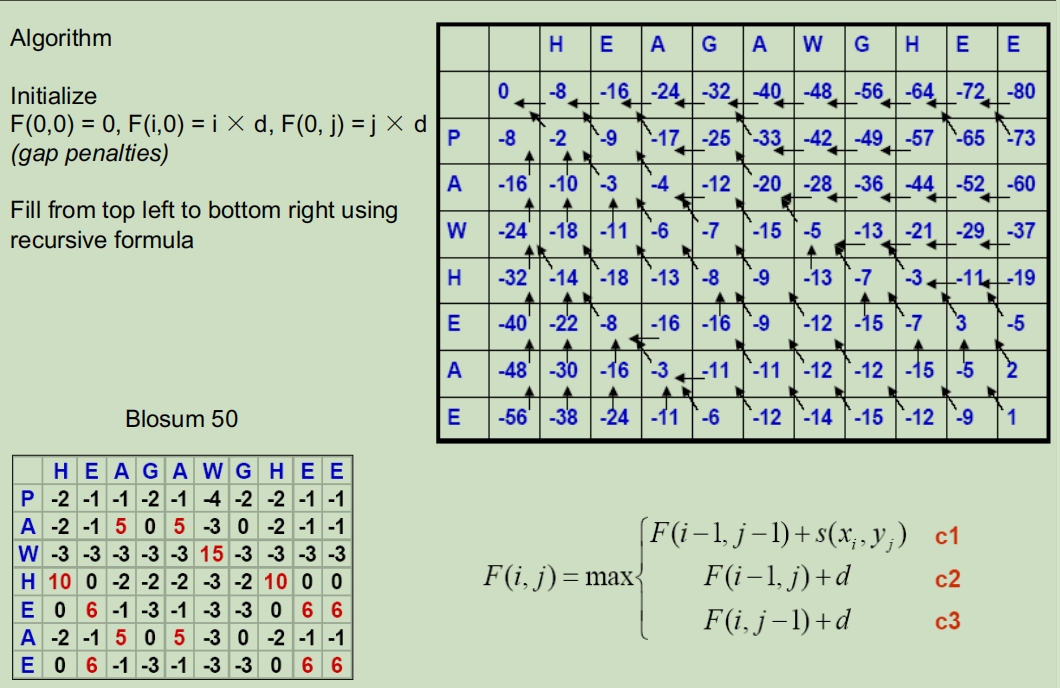 Algorithm
Initialize
F(0,0) = 0, F(i,0) = i × d, F(0, j) = j × d
(gap penalties)
Fill from top left to bottom right using
recursive formula
H E A G A W G H E E
0 -8 -16 -24 -32 -40 -48 -56 -64 -72 -80
P -8 -2 -9 -17 -25 -33 -42 -49 -57 -65 -73
A -16 -10 -3 -4 -12 -20 -28 -36 -44 -52 -60
W -24 -18 -11 -6 -7 -15 -5 -13 -21 -29 -37
H -32 -14 -18 -13 -8 -9 -13 -7 -3 -11 -19
E -40 -22 -8 -16 -16 -9 -12 -15 -7 3 -5
A -48 -30 -16 -3 -11 -11 -12 -12 -15 -5 2
E -56 -38 -24 -11 -6 -12 -14 -15 -12 -9 1
Blosum 50
H E A G A W G H E E
P -2 -1 -1 -2 -1 -4 -2 -2 -1 -1
A -2 -1 5 0 5 -3 0 -2 -1 -1
W -3 -3 -3 -3 -3 15 -3 -3 -3 -3
H 10 0 -2 -2 -2 -3 -2 10 0 0
E 0 6 -1 -3 -1 -3 -3 0 6 6
A -2 -1 5 0 5 -3 0 -2 -1 -1
E 0 6 -1 -3 -1 -3 -3 0 6 6
F(i−1, j−1)+s(xi, yj) c1
F(i, j)=max{ F(i−1, j)+d c2
F(i, j−1)+d c3